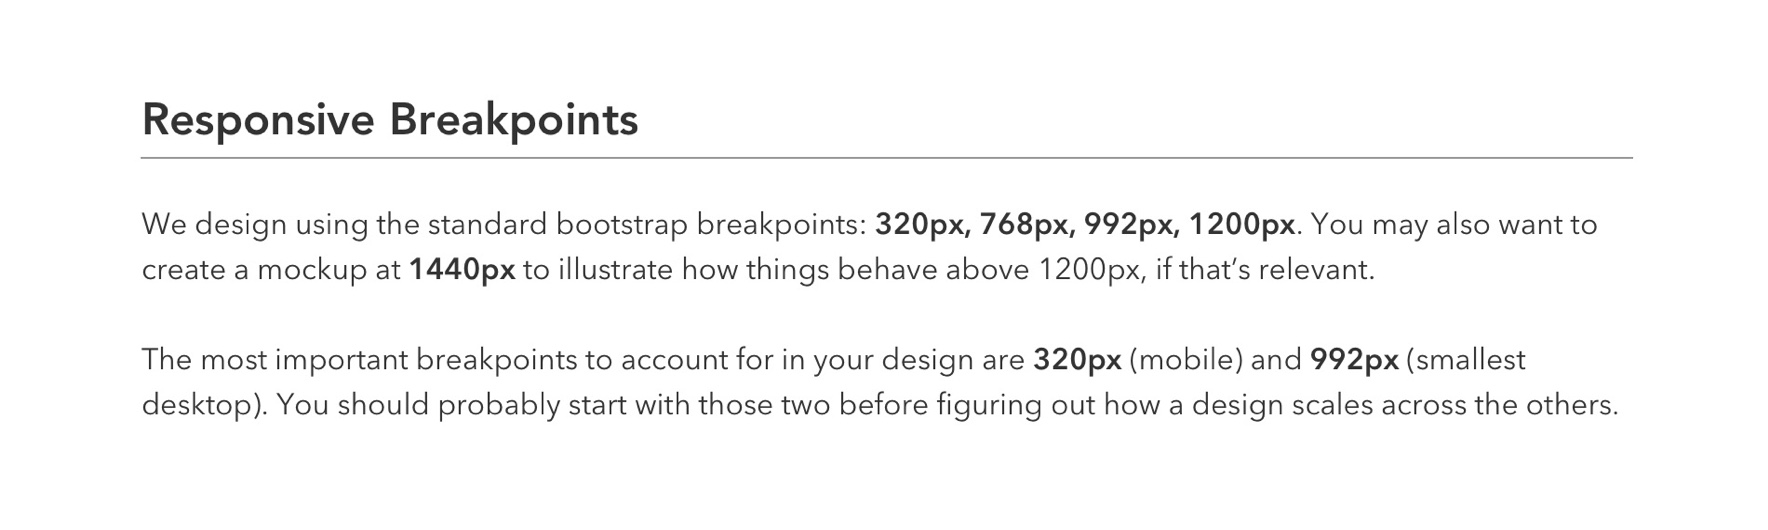 Responsive Breakpoints
We design using the standard bootstrap breakpoints: 320px, 768px, 992px, 1200px. You may also want to
create a mockup at 1440px to illustrate how things behave above 1200px, if that’s relevant.
The most important breakpoints to account for in your design are 320px (mobile) and 992px (smallest
desktop). You should probably start with those two before figuring out how a design scales across the others.